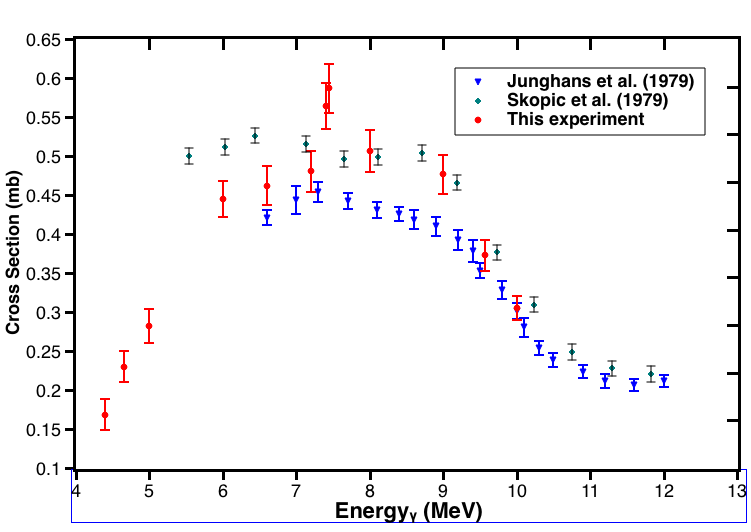 0.65
0.6
0.55
0.5
0.45
0.4
0.35
0.3
0.25
0.2
0.15
0.1
Cross Section (mb)
Junghans et al. (1979)
Skopic et al. (1979)
This experiment
4 5 6 7 8 9 10 11 12 13
Energyγ (MeV)